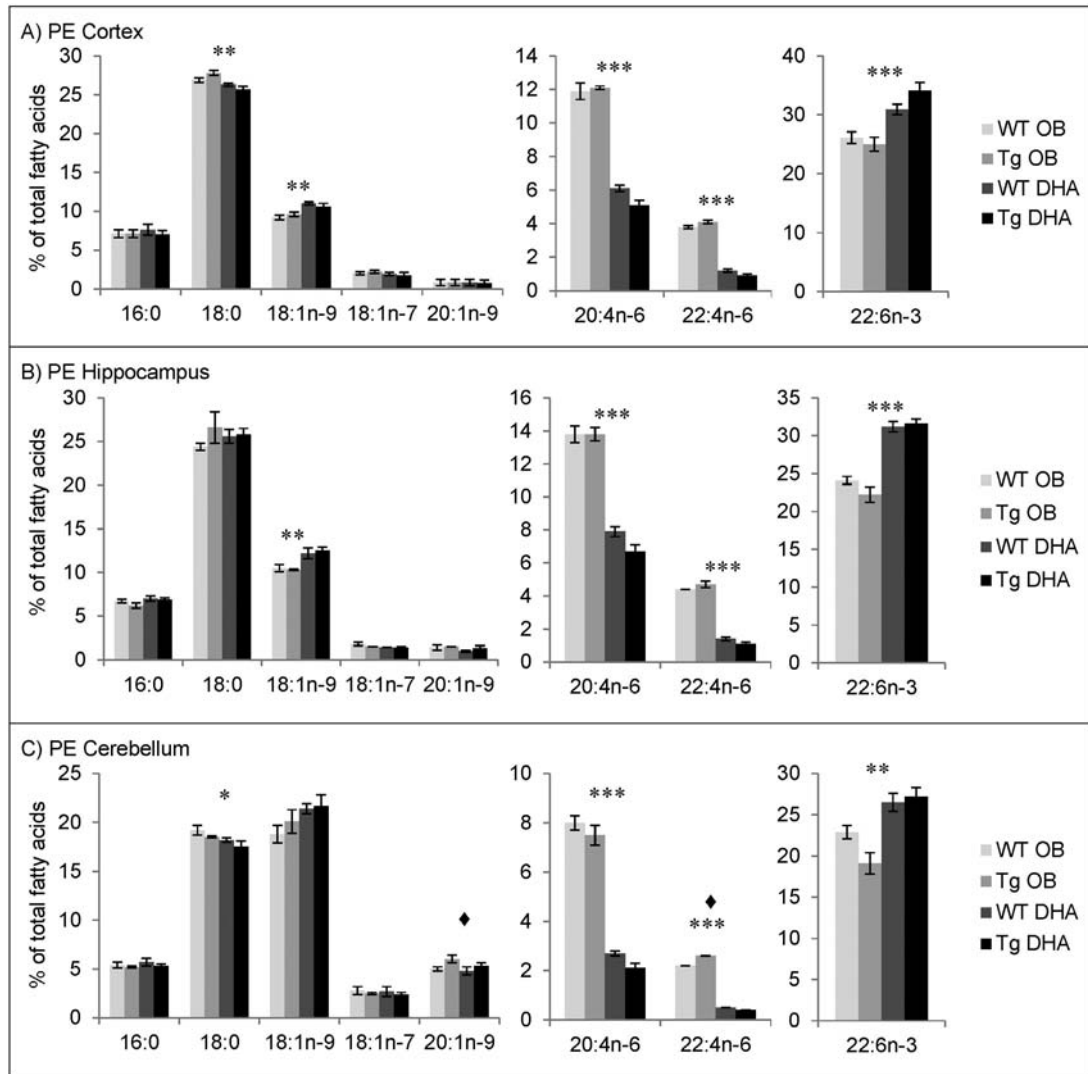 A) PE Cortex
% of total fatty acids
30
25
20
15
10
5
0
**
**
16:0 18:0 18:1n-9 18:1n-7 20:1n-9
14
12
10
8
6
4
2
0
***
***
20:4n-6 22:4n-6
40
30
20
10
0
***
22:6n-3
WT OB
Tg OB
WT DHA
Tg DHA
B) PE Hippocampus
% of total fatty acids
30
25
20
15
10
5
0
**
16:0 18:0 18:1n-9 18:1n-7 20:1n-9
16
14
12
10
8
6
4
2
0
***
***
20:4n-6 22:4n-6
35
30
25
20
15
10
5
0
***
22:6n-3
WT OB
Tg OB
WT DHA
Tg DHA
C) PE Cerebellum
% of total fatty acids
25
20
15
10
5
0
*
♦
16:0 18:0 18:1n-9 18:1n-7 20:1n-9
10
8
6
4
2
0
***
♦
***
20:4n-6 22:4n-6
30
25
20
15
10
5
0
**
22:6n-3
WT OB
Tg OB
WT DHA
Tg DHA